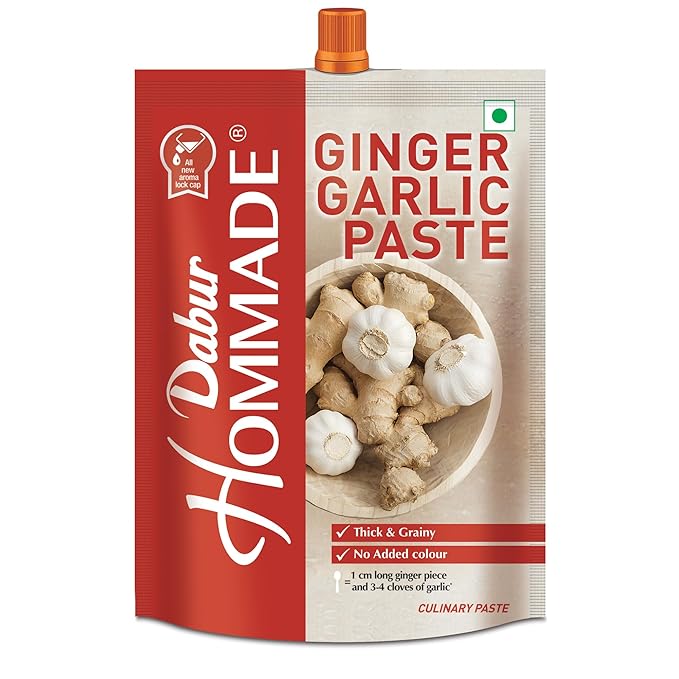 All
new
aroma
lock cap
Dabur
HOMMADE®
GINGER
GARLIC
PASTE
Thick & Grainy
No Added colour
= 1 cm long ginger piece
and 3-4 cloves of garlic*
CULINARY PASTE